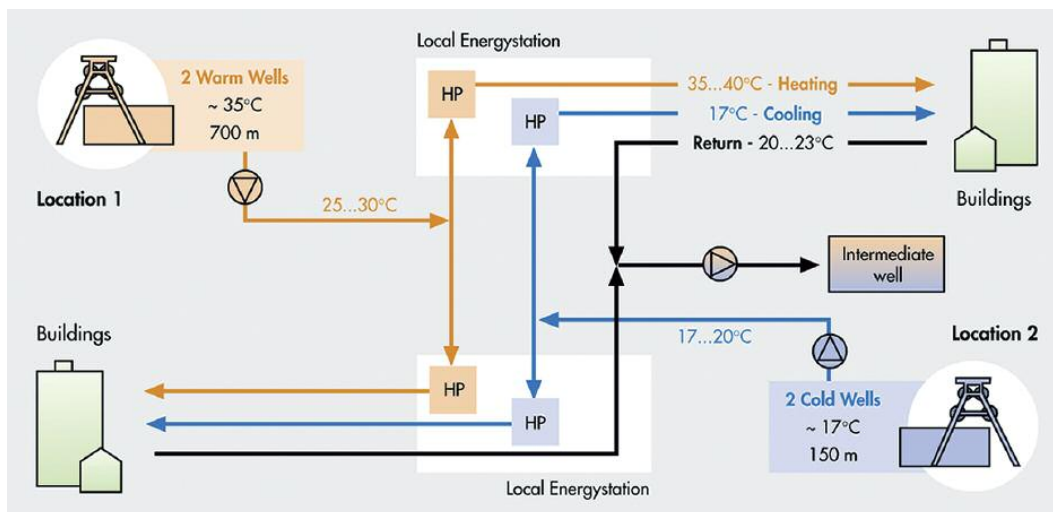 Local Energystation
2 Warm Wells
~ 35°C
700 m
Location 1
HP
HP
35...40°C - Heating
17°C - Cooling
Return - 20...23°C
Buildings
25...30°C
Intermediate
well
Buildings
17...20°C
Location 2
HP
HP
2 Cold Wells
~ 17°C
150 m
Local Energystation